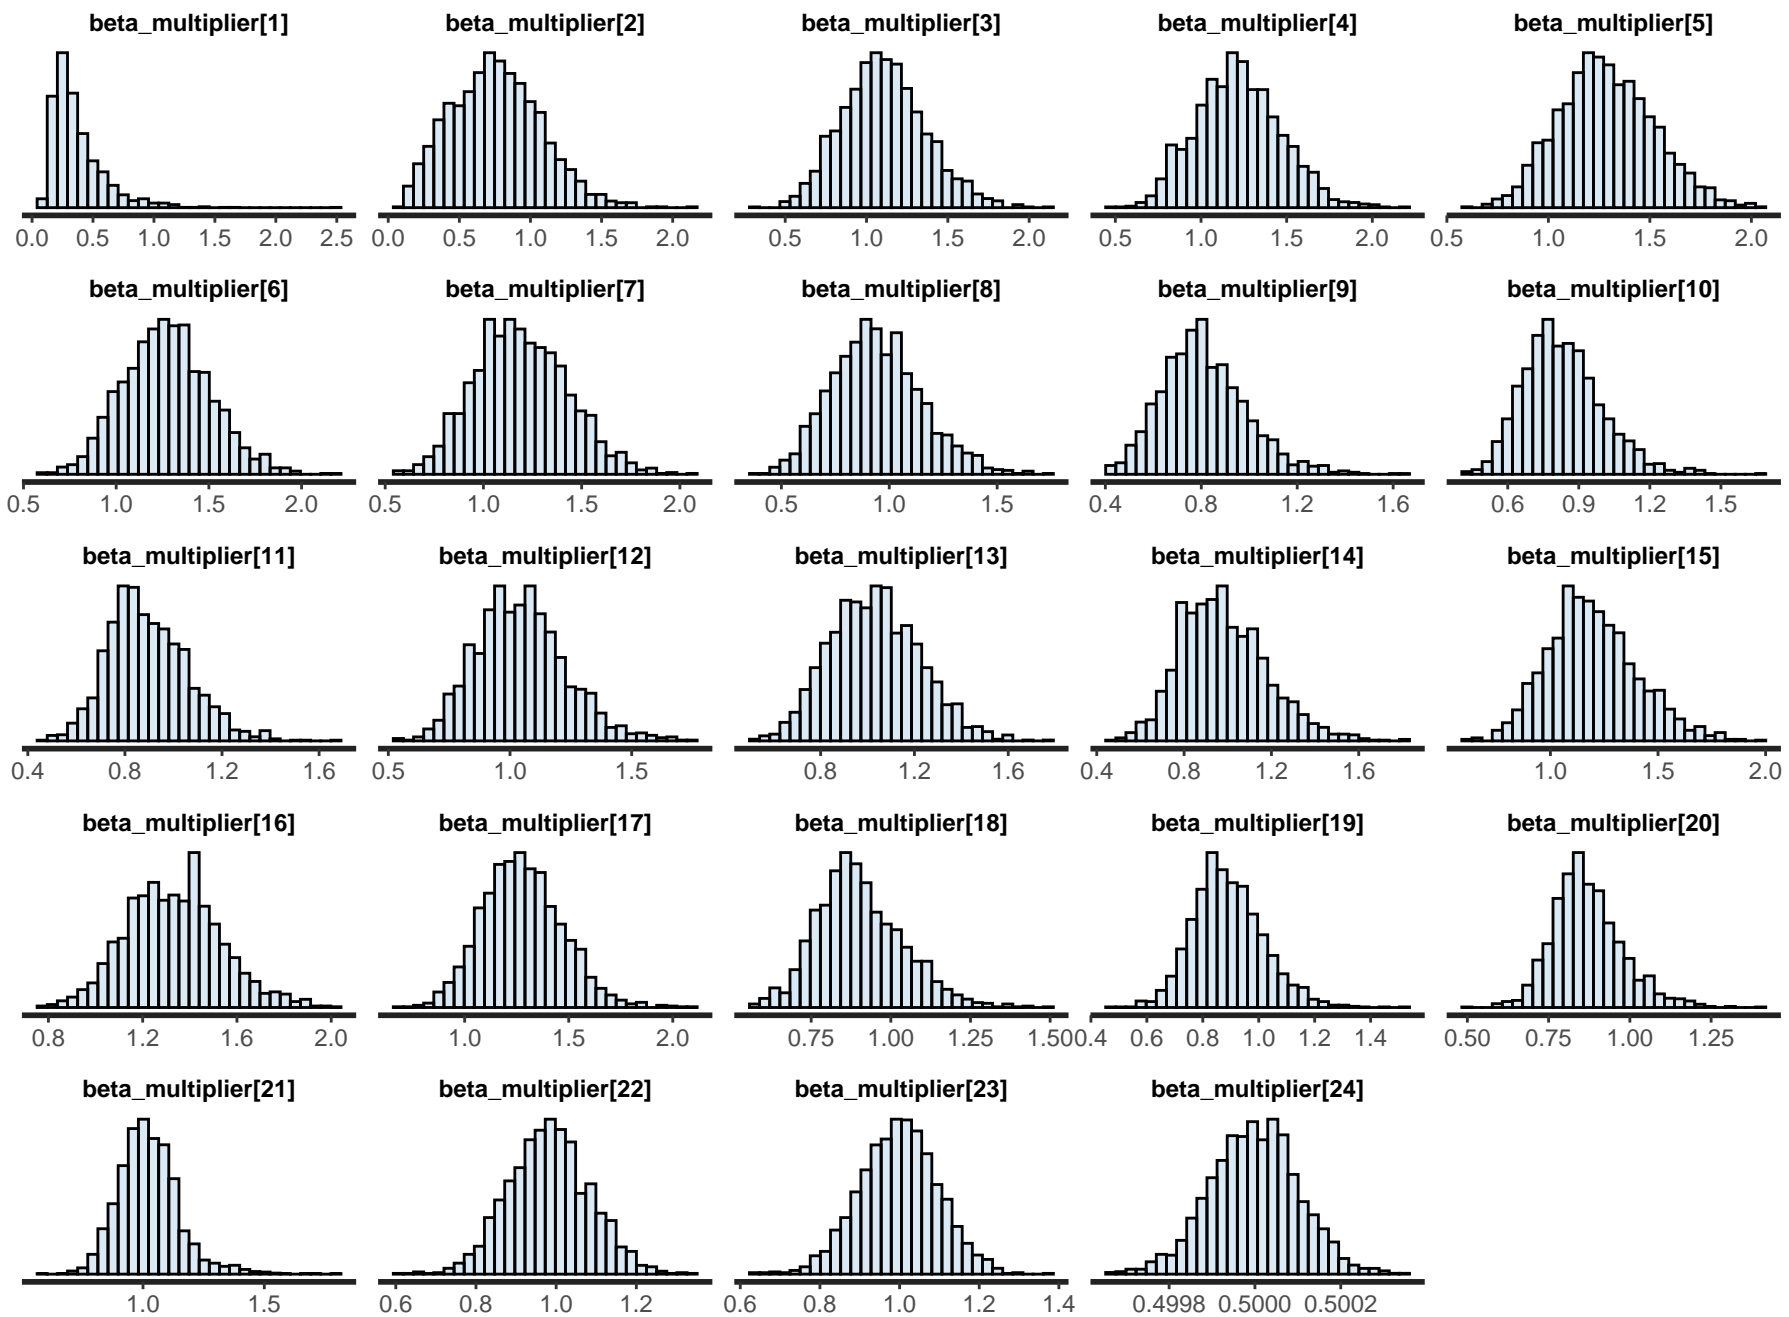 beta_multiplier[1] beta_multiplier[2] beta_multiplier[3] beta_multiplier[4] beta_multiplier[5]
0.0 0.5 1.0 1.5 2.0 2.5 0.0 0.5 1.0 1.5 2.0 0.5 1.0 1.5 2.0 0.5 1.0 1.5 2.0 0.5 1.0 1.5 2.0
beta_multiplier[6] beta_multiplier[7] beta_multiplier[8] beta_multiplier[9] beta_multiplier[10]
0.5 1.0 1.5 2.0 0.5 1.0 1.5 2.0 0.5 1.0 1.5 0.4 0.8 1.2 1.6 0.6 0.9 1.2 1.5
beta_multiplier[11] beta_multiplier[12] beta_multiplier[13] beta_multiplier[14] beta_multiplier[15]
0.4 0.8 1.2 1.6 0.5 1.0 1.5 0.8 1.2 1.6 0.4 0.8 1.2 1.6 1.0 1.5 2.0
beta_multiplier[16] beta_multiplier[17] beta_multiplier[18] beta_multiplier[19] beta_multiplier[20]
0.8 1.2 1.6 2.0 1.0 1.5 2.0 0.75 1.00 1.25 1.50 0.4 0.6 0.8 1.0 1.2 1.4 0.50 0.75 1.00 1.25
beta_multiplier[21] beta_multiplier[22] beta_multiplier[23] beta_multiplier[24]
1.0 1.5 0.6 0.8 1.0 1.2 0.6 0.8 1.0 1.2 1.4 0.4998 0.5000 0.5002